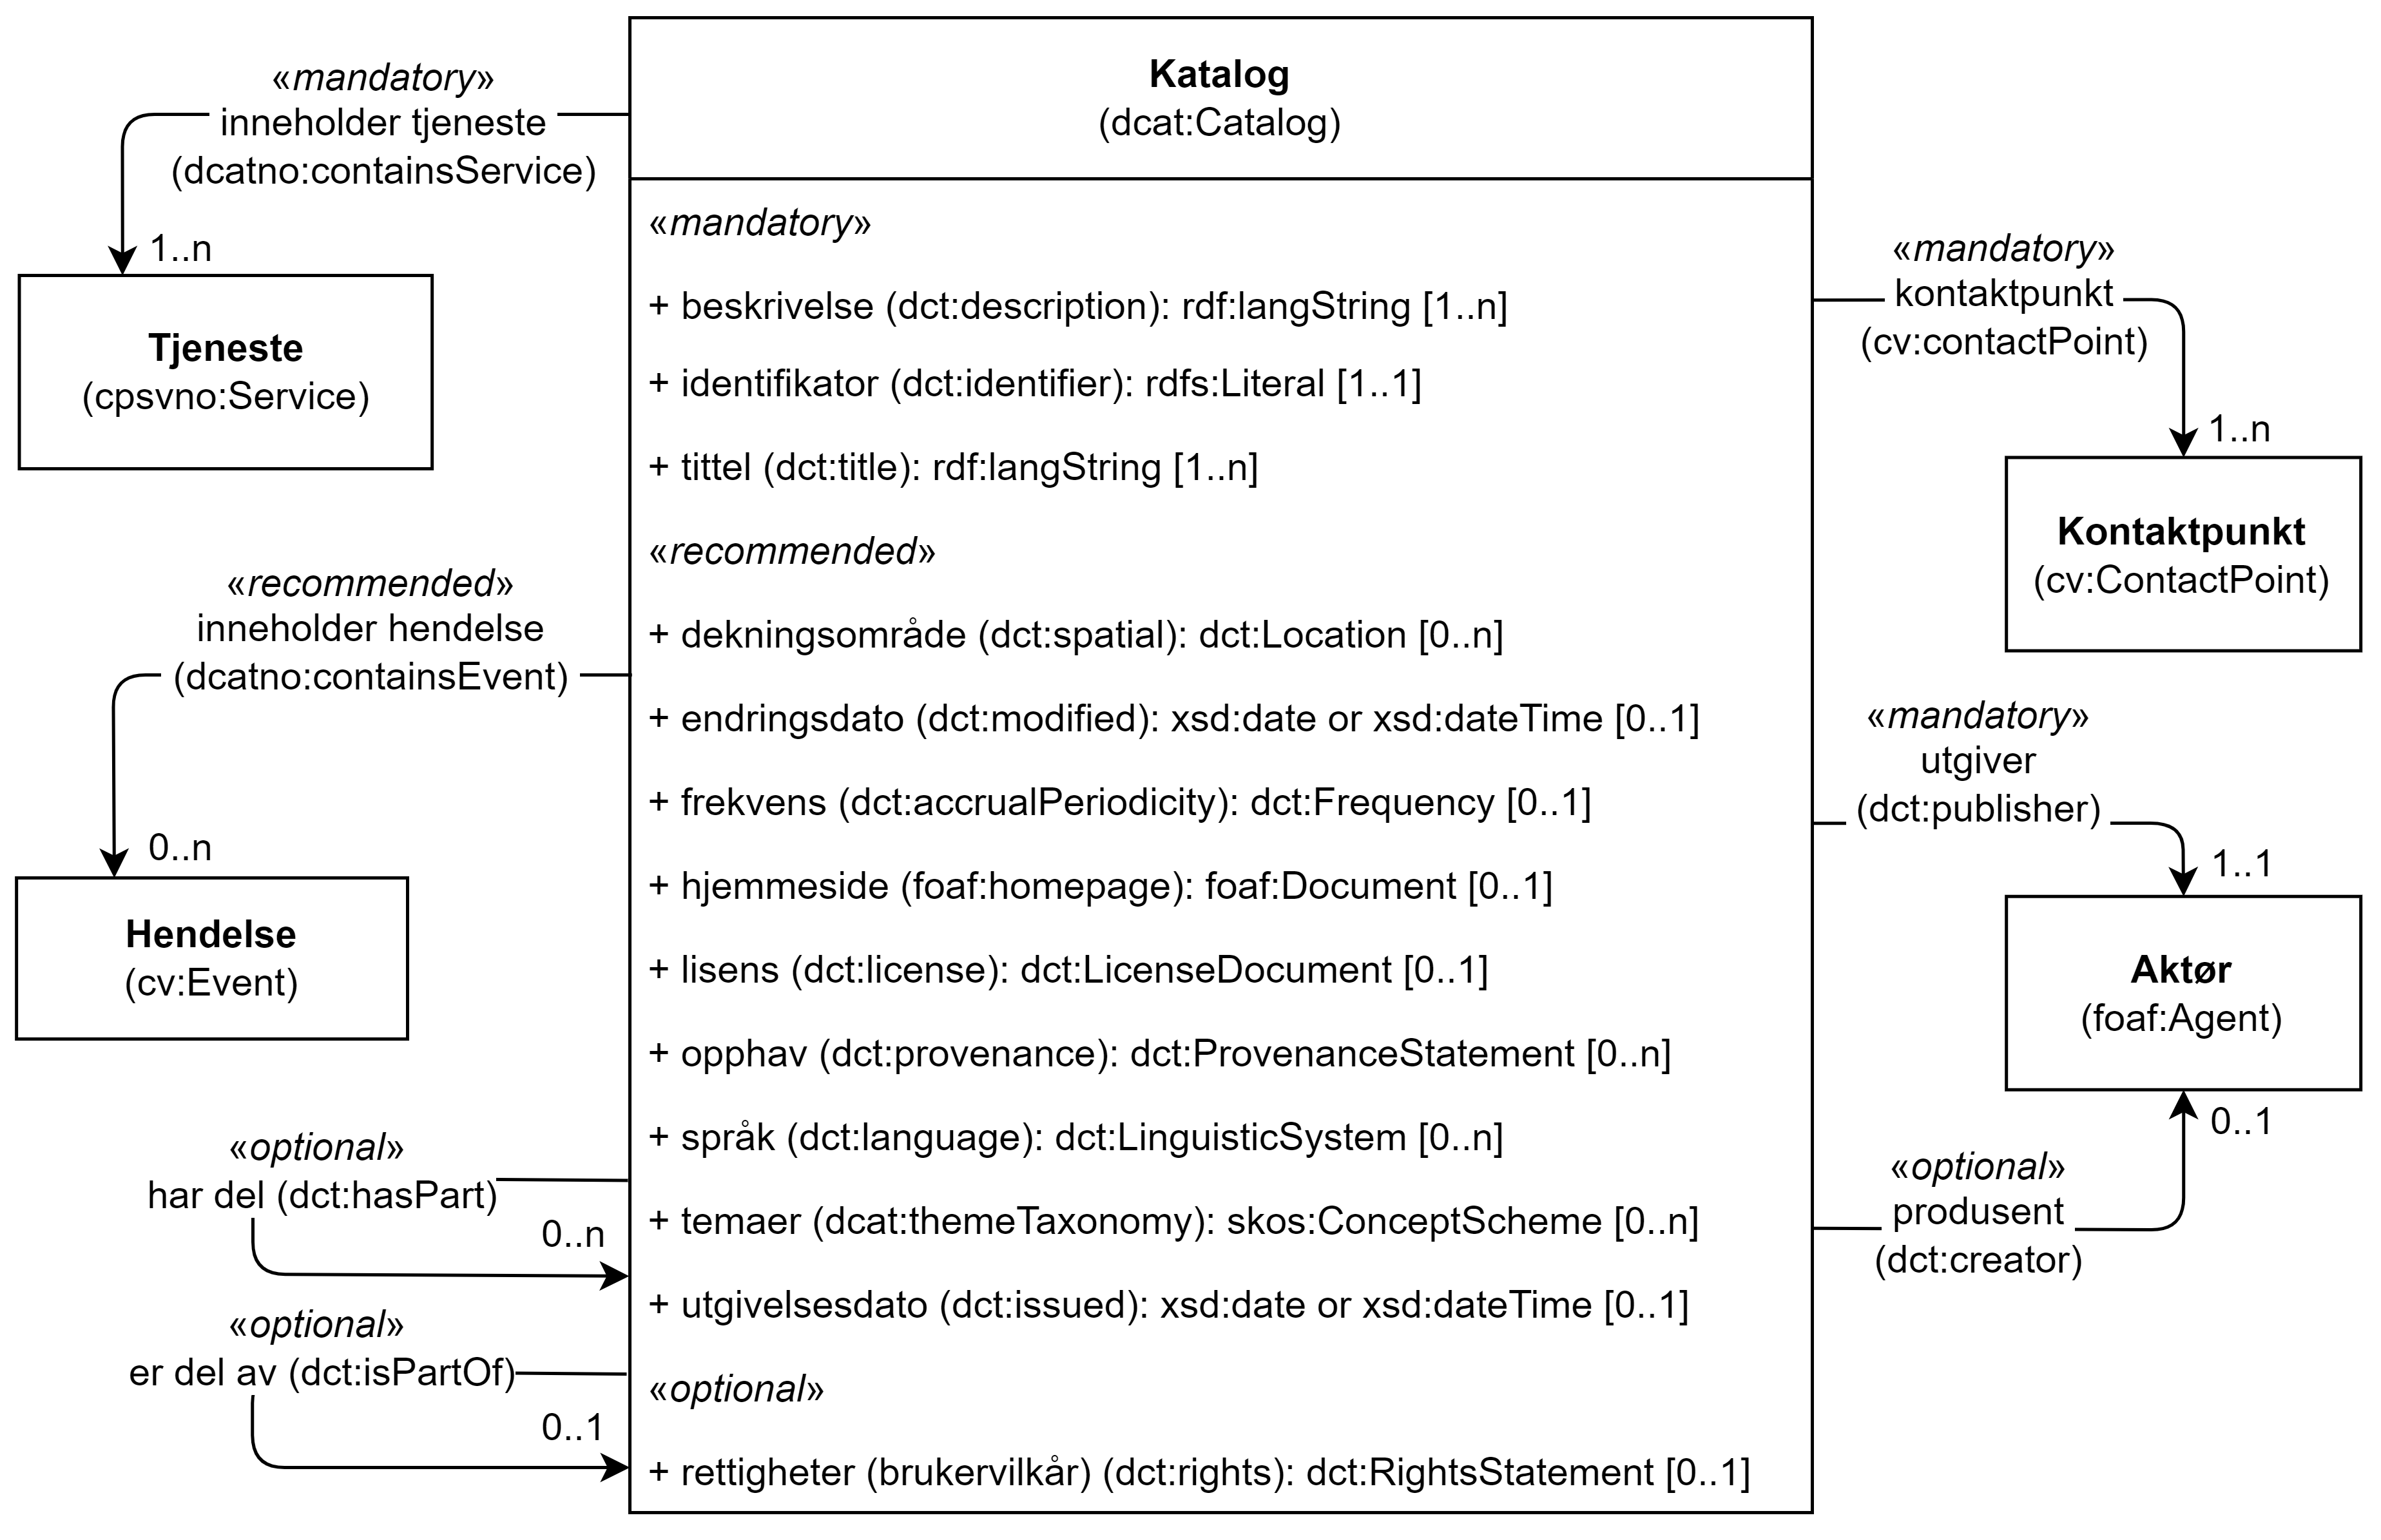 Katalog
(dcat:Catalog)
«mandatory»
+ beskrivelse (dct:description): rdf:langString [1..n]
+ identifikator (dct:identifier): rdfs:Literal [1..1]
+ tittel (dct:title): rdf:langString [1..n]
«recommended»
+ dekningsområde (dct:spatial): dct:Location [0..n]
+ endringsdato (dct:modified): xsd:date or xsd:dateTime [0..1]
+ frekvens (dct:accrualPeriodicity): dct:Frequency [0..1]
+ hjemmeside (foaf:homepage): foaf:Document [0..1]
+ lisens (dct:license): dct:LicenseDocument [0..1]
+ opphav (dct:provenance): dct:ProvenanceStatement [0..n]
+ språk (dct:language): dct:LinguisticSystem [0..n]
+ temaer (dcat:themeTaxonomy): skos:ConceptScheme [0..n]
+ utgivelsesdato (dct:issued): xsd:date or xsd:dateTime [0..1]
«optional»
+ rettigheter (brukervilkår) (dct:rights): dct:RightsStatement [0..1]
«mandatory»
inneholder tjeneste
(dcatno:containsService)
1..n
Tjeneste
(cpsvno:Service)
«recommended»
inneholder hendelse
(dcatno:containsEvent)
0..n
Hendelse
(cv:Event)
«optional»
har del (dct:hasPart)
0..n
«optional»
er del av (dct:isPartOf)
0..1
«mandatory»
kontaktpunkt
(cv:contactPoint)
1..n
Kontaktpunkt
(cv:ContactPoint)
«mandatory»
utgiver
(dct:publisher)
1..1
Aktør
(foaf:Agent)
0..1
«optional»
produsent
(dct:creator)